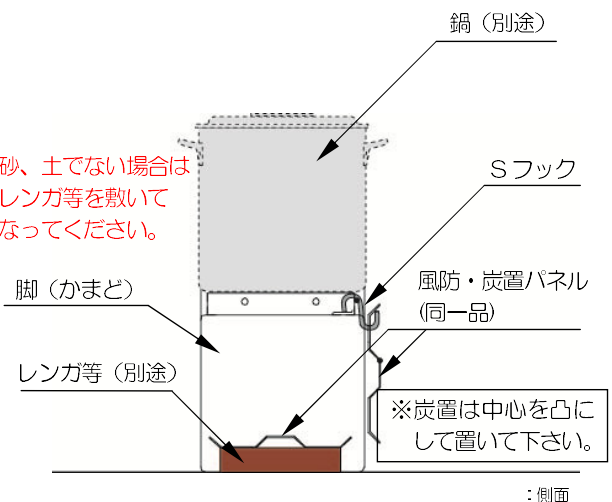 鍋（別途）
砂、土でない場合は
レンガ等を敷いて
なってください。
Sフック
脚（かまど）
風防・炭置パネル
(同一品)
レンガ等（別途）
※炭置は中心を凸に
して置いて下さい。
：側面